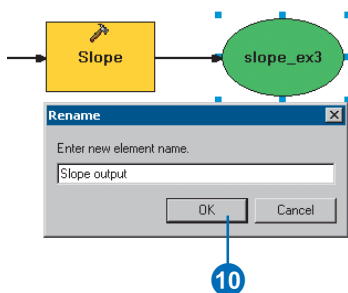 Slope
slope_ex3
Rename
Enter new element name.
Slope output
OK
Cancel
10